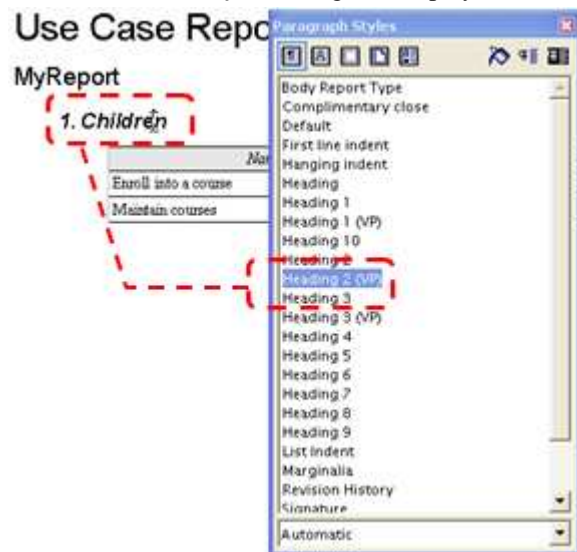 Use Case Repo
MyReport
1. Children
Enroll into a course
Maintain courses
Paragraph Styles
Body Report Type
Complimentary close
Default
First line indent
Hanging indent
Heading
Heading 1
Heading 1 (VP)
Heading 10
Heading 2
Heading 2 (VP)
Heading 3
Heading 3 (VP)
Heading 4
Heading 5
Heading 6
Heading 7
Heading 8
Heading 9
List Indent
Marginalia
Revision History
Signature
Automatic